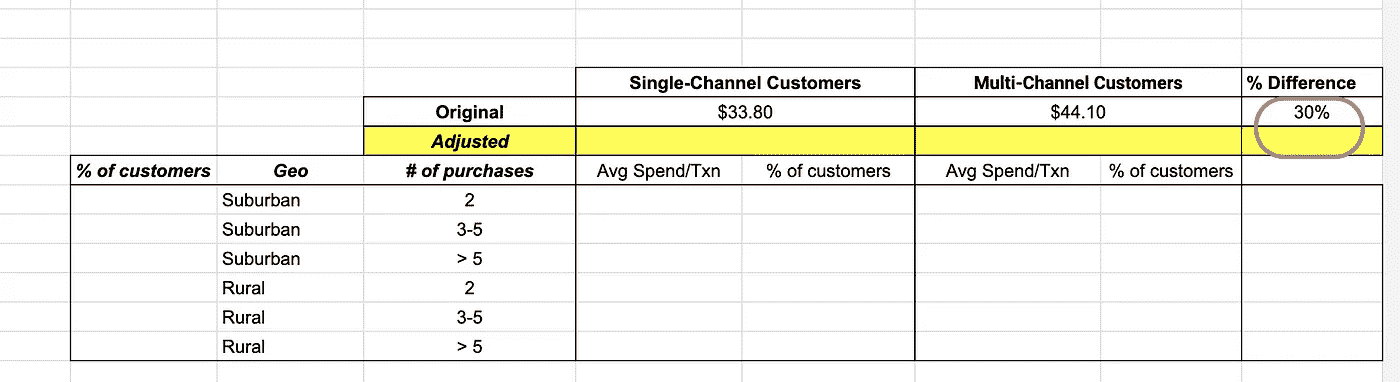 Single-Channel Customers Multi-Channel Customers % Difference
Original $33.80 $44.10 30%
Adjusted
% of customers Geo # of purchases Avg Spend/Txn % of customers Avg Spend/Txn % of customers
Suburban 2
Suburban 3-5
Suburban > 5
Rural 2
Rural 3-5
Rural > 5